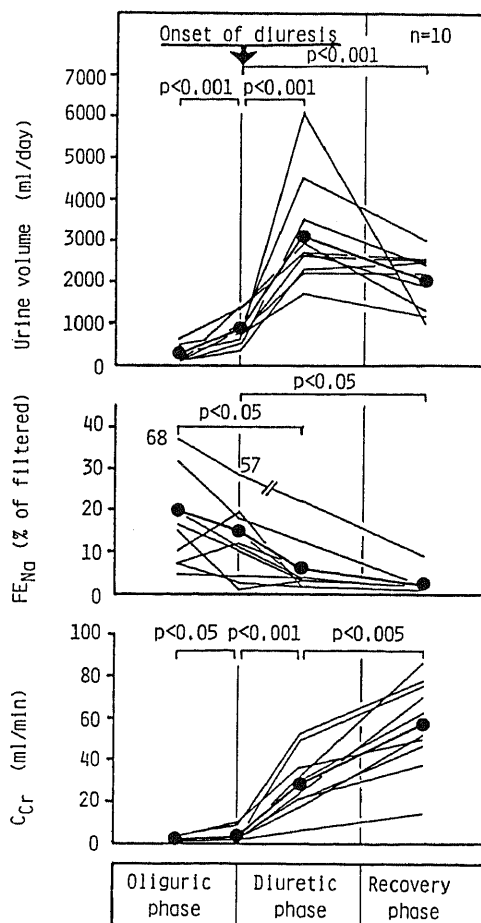 Onset of diuresis n=10
p<0.001
p<0.001 p<0.001
Urine volume (ml/day)
7000
6000
5000
4000
3000
2000
1000
0
p<0.05
p<0.05
FENa (% of filtered)
40
30
20
10
0
68
57
p<0.05 p<0.001 p<0.005
CCr (ml/min)
100
80
60
40
20
0
Oliguric phase
Diuretic phase
Recovery phase